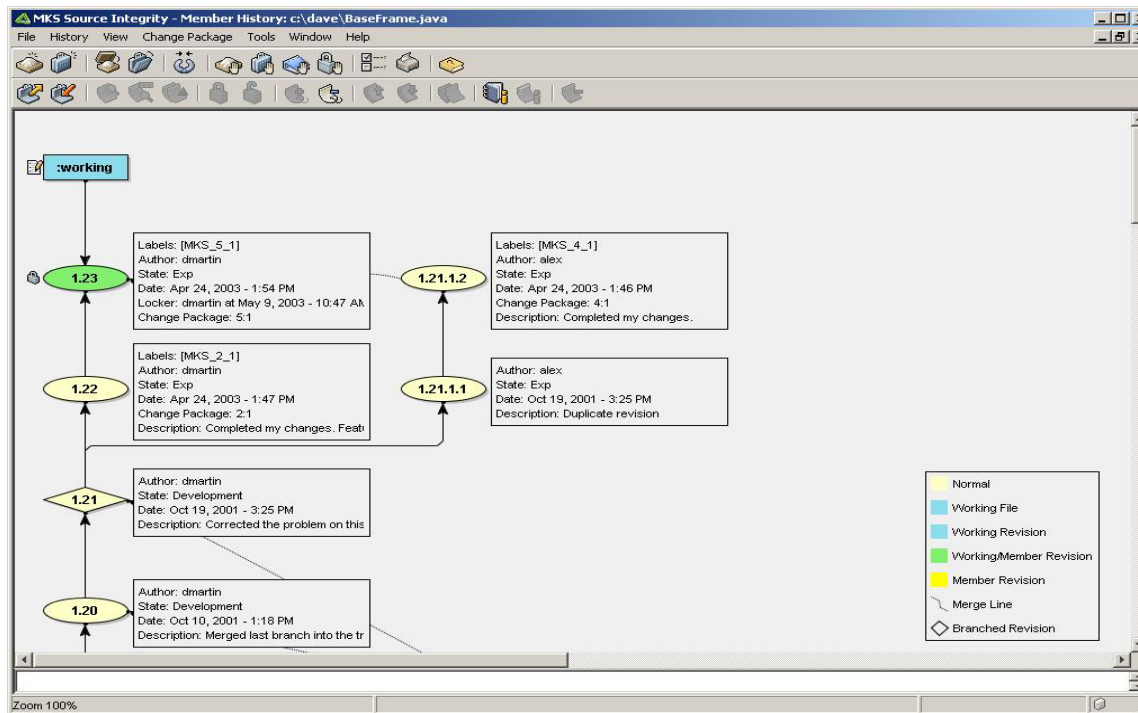 MKS Source Integrity - Member History: c:\dave\BaseFrame.java
File History View Change Package Tools Window Help
:working
1.23
Labels: [MKS_5_1]
Author: dmartin
State: Exp
Date: Apr 24, 2003 - 1:54 PM
Locker: dmartin at May 9, 2003 - 10:47 AM
Change Package: 5:1
1.21.1.2
Labels: [MKS_4_1]
Author: alex
State: Exp
Date: Apr 24, 2003 - 1:46 PM
Change Package: 4:1
Description: Completed my changes.
1.22
Labels: [MKS_2_1]
Author: dmartin
State: Exp
Date: Apr 24, 2003 - 1:47 PM
Change Package: 2:1
Description: Completed my changes. Featu
1.21.1.1
Author: alex
State: Exp
Date: Oct 19, 2001 - 3:25 PM
Description: Duplicate revision
1.21
Author: dmartin
State: Development
Date: Oct 19, 2001 - 3:25 PM
Description: Corrected the problem on this
1.20
Author: dmartin
State: Development
Date: Oct 10, 2001 - 1:18 PM
Description: Merged last branch into the tr
Normal
Working File
Working Revision
Working/Member Revision
Member Revision
Merge Line
Branched Revision
Zoom 100%